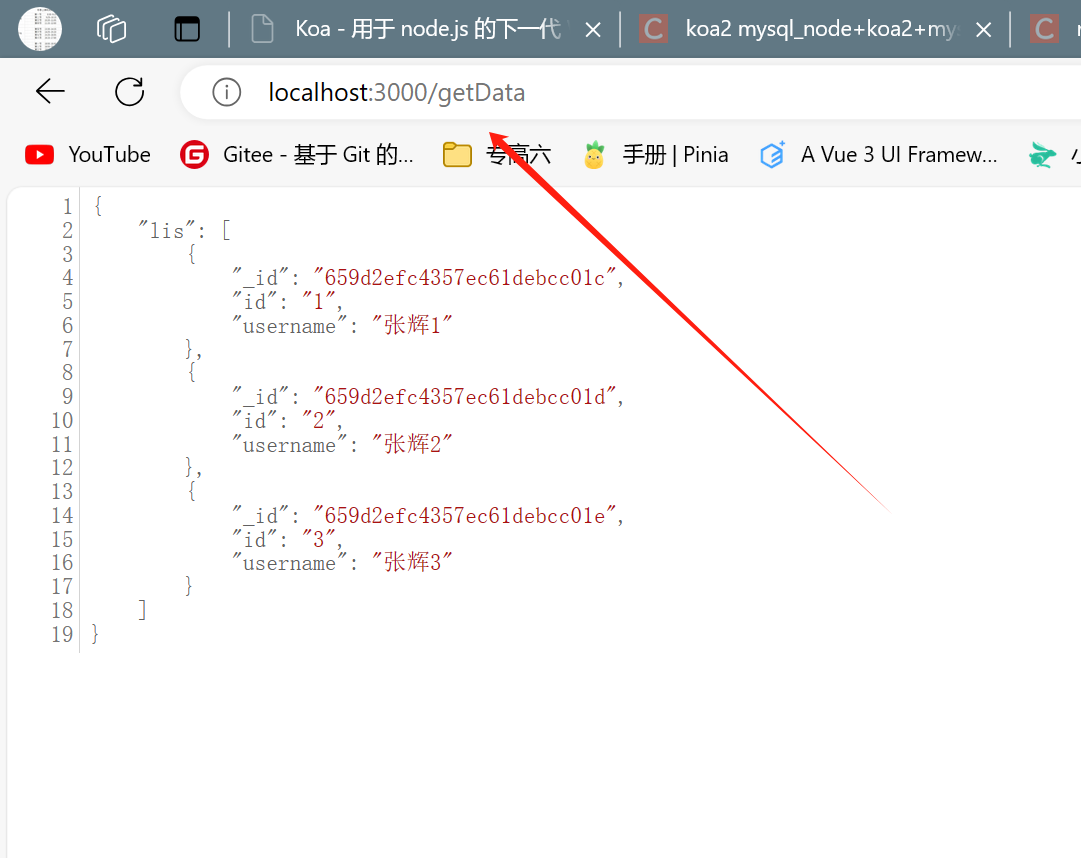 Koa - 用于 node.js 的下一代
koa2 mysql_node+koa2+my
localhost:3000/getData
YouTube
Gitee - 基于 Git 的...
专高六
手册 | Pinia
A Vue 3 UI Framew...
1 {
2 "lis": [
3 {
4 "_id": "659d2efc4357ec61debcc01c",
5 "id": "1",
6 "username": "张辉1"
7 },
8 {
9 "_id": "659d2efc4357ec61debcc01d",
10 "id": "2",
11 "username": "张辉2"
12 },
13 {
14 "_id": "659d2efc4357ec61debcc01e",
15 "id": "3",
16 "username": "张辉3"
17 }
18 ]
19 }